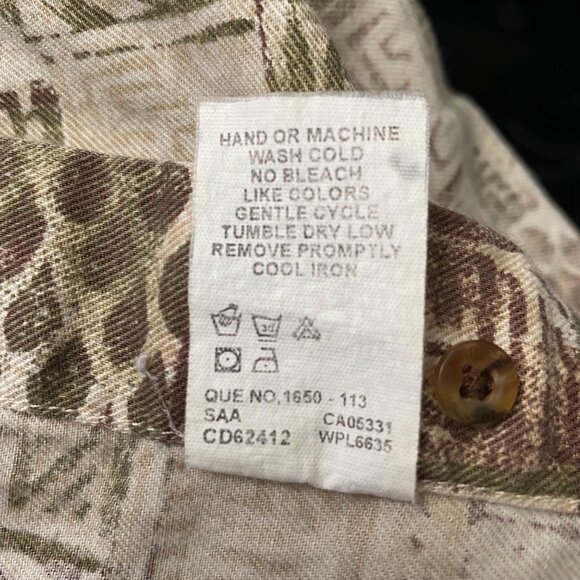 HAND OR MACHINE
WASH COLD
NO BLEACH
LIKE COLORS
GENTLE CYCLE
TUMBLE DRY LOW
REMOVE PROMPTLY
COOL IRON
30
QUE NO,1650 - 113
SAA CA05331
CD62412 WPL6635